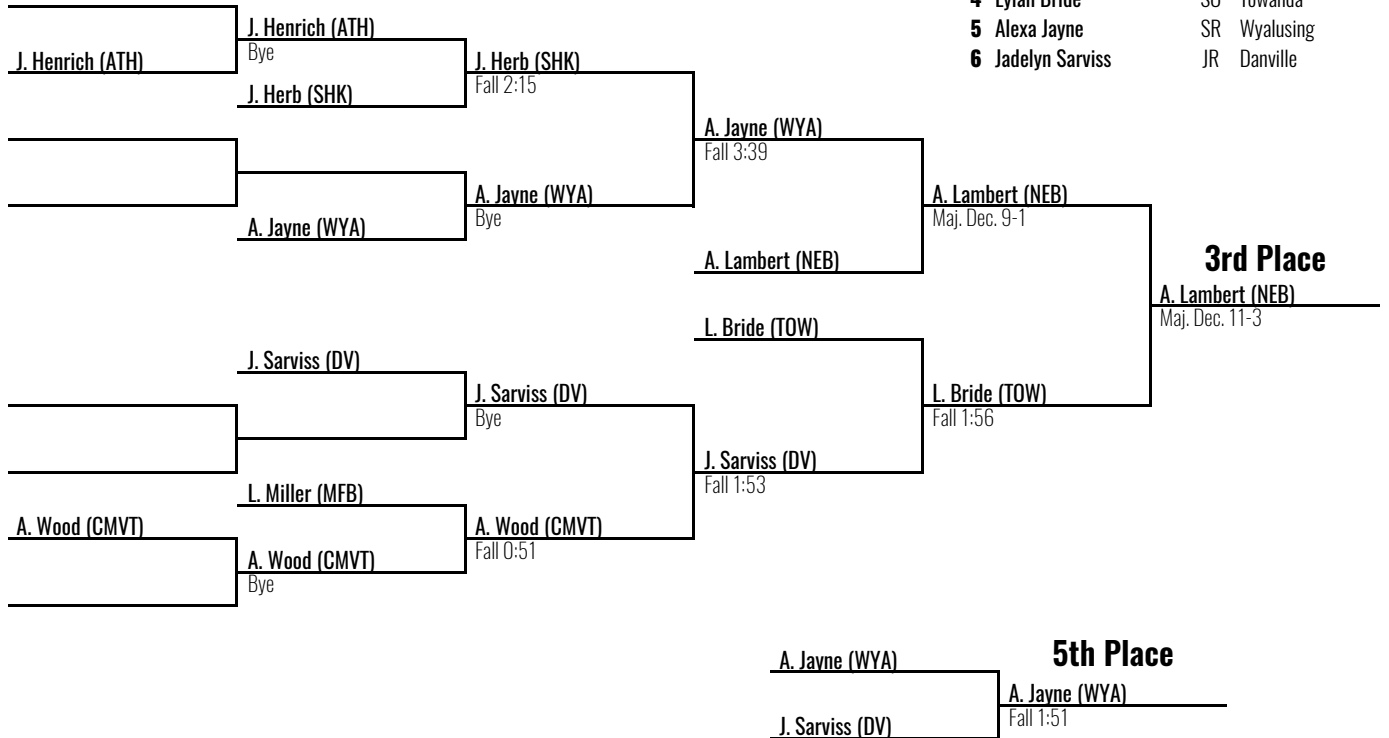 4 Lylah Bride SO Towanda
5 Alexa Jayne SR Wyalusing
6 Jadelyn Sarviss JR Danville
J. Henrich (ATH)
J. Henrich (ATH)
Bye
J. Herb (SHK)
J. Herb (SHK)
Fall 2:15
A. Jayne (WYA)
A. Jayne (WYA)
Bye
A. Jayne (WYA)
Fall 3:39
A. Lambert (NEB)
A. Lambert (NEB)
Maj. Dec. 9-1
3rd Place
A. Lambert (NEB)
Maj. Dec. 11-3
L. Bride (TOW)
L. Bride (TOW)
Fall 1:56
J. Sarviss (DV)
J. Sarviss (DV)
Bye
J. Sarviss (DV)
Fall 1:53
L. Miller (MFB)
A. Wood (CMVT)
A. Wood (CMVT)
Bye
A. Wood (CMVT)
Fall 0:51
5th Place
A. Jayne (WYA)
A. Jayne (WYA)
Fall 1:51
J. Sarviss (DV)